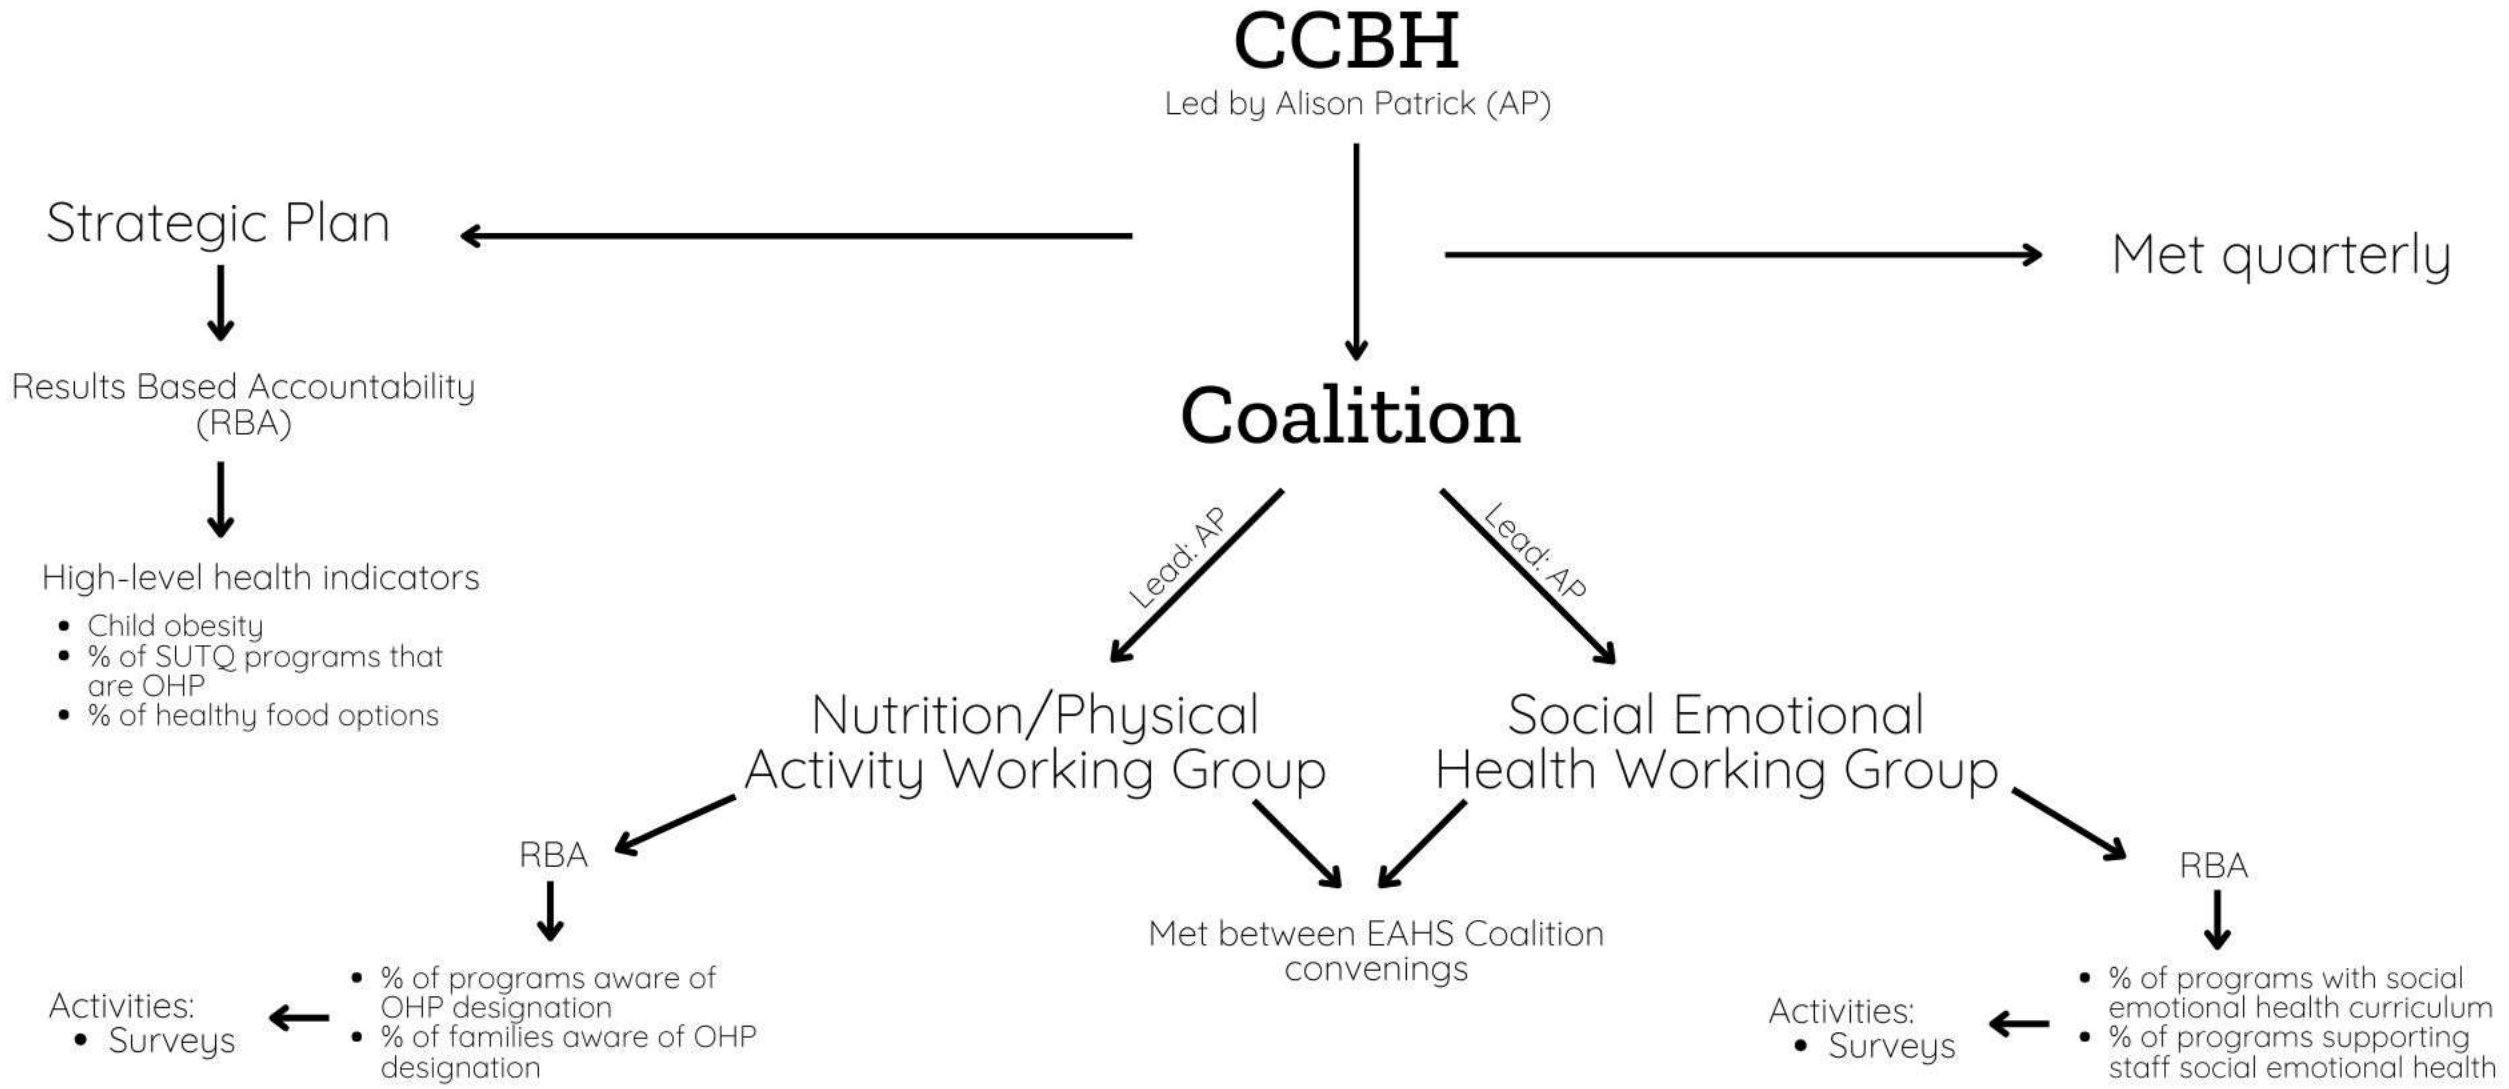 CCBH
Led by Alison Patrick (AP)
Strategic Plan
Met quarterly
Results Based Accountability
(RBA)
Coalition
Lead: AP
Lead: AP
High-level health indicators
• Child obesity
• % of SUTQ programs that
are OHP
• % of healthy food options
Nutrition/Physical
Activity Working Group
Social Emotional
Health Working Group
RBA
RBA
Met between EAHS Coalition
convenings
• % of programs aware of
OHP designation
• % of families aware of OHP
designation
Activities:
• Surveys
• % of programs with social
emotional health curriculum
• % of programs supporting
staff social emotional health
Activities:
• Surveys